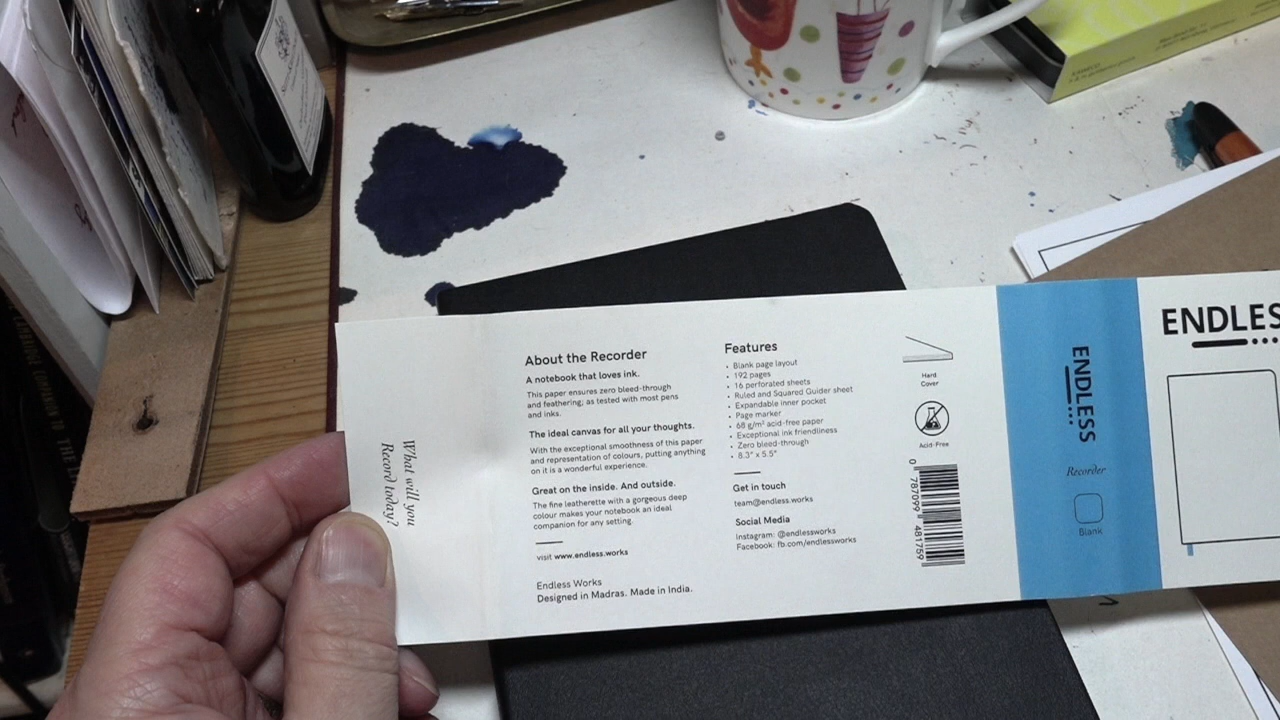 What will you
Record today?
About the Recorder
A notebook that loves ink.
This paper ensures zero bleed-through
and feathering; as tested with most pens
and inks.
The ideal canvas for all your thoughts.
With the exceptional smoothness of this paper
and representation of colours, putting anything
on it is a wonderful experience.
Great on the inside. And outside.
The fine leatherette with a gorgeous deep
colour makes your notebook an ideal
companion for any setting.
visit www.endless.works
Endless Works
Designed in Madras. Made in India.
Features
• Blank page layout
• 192 pages
• 16 perforated sheets
• Ruled and Squared Guider sheet
• Expandable inner pocket
• Page marker
• 68 g/m² acid-free paper
• Exceptional ink friendliness
• Zero bleed-through
• 8.3" x 5.5"
Get in touch
team@endless.works
Social Media
Instagram: @endlessworks
Facebook: fb.com/endlessworks
Hard
Cover
Acid-Free
0 787099 481759
ENDLESS
Recorder
Blank
ENDLES